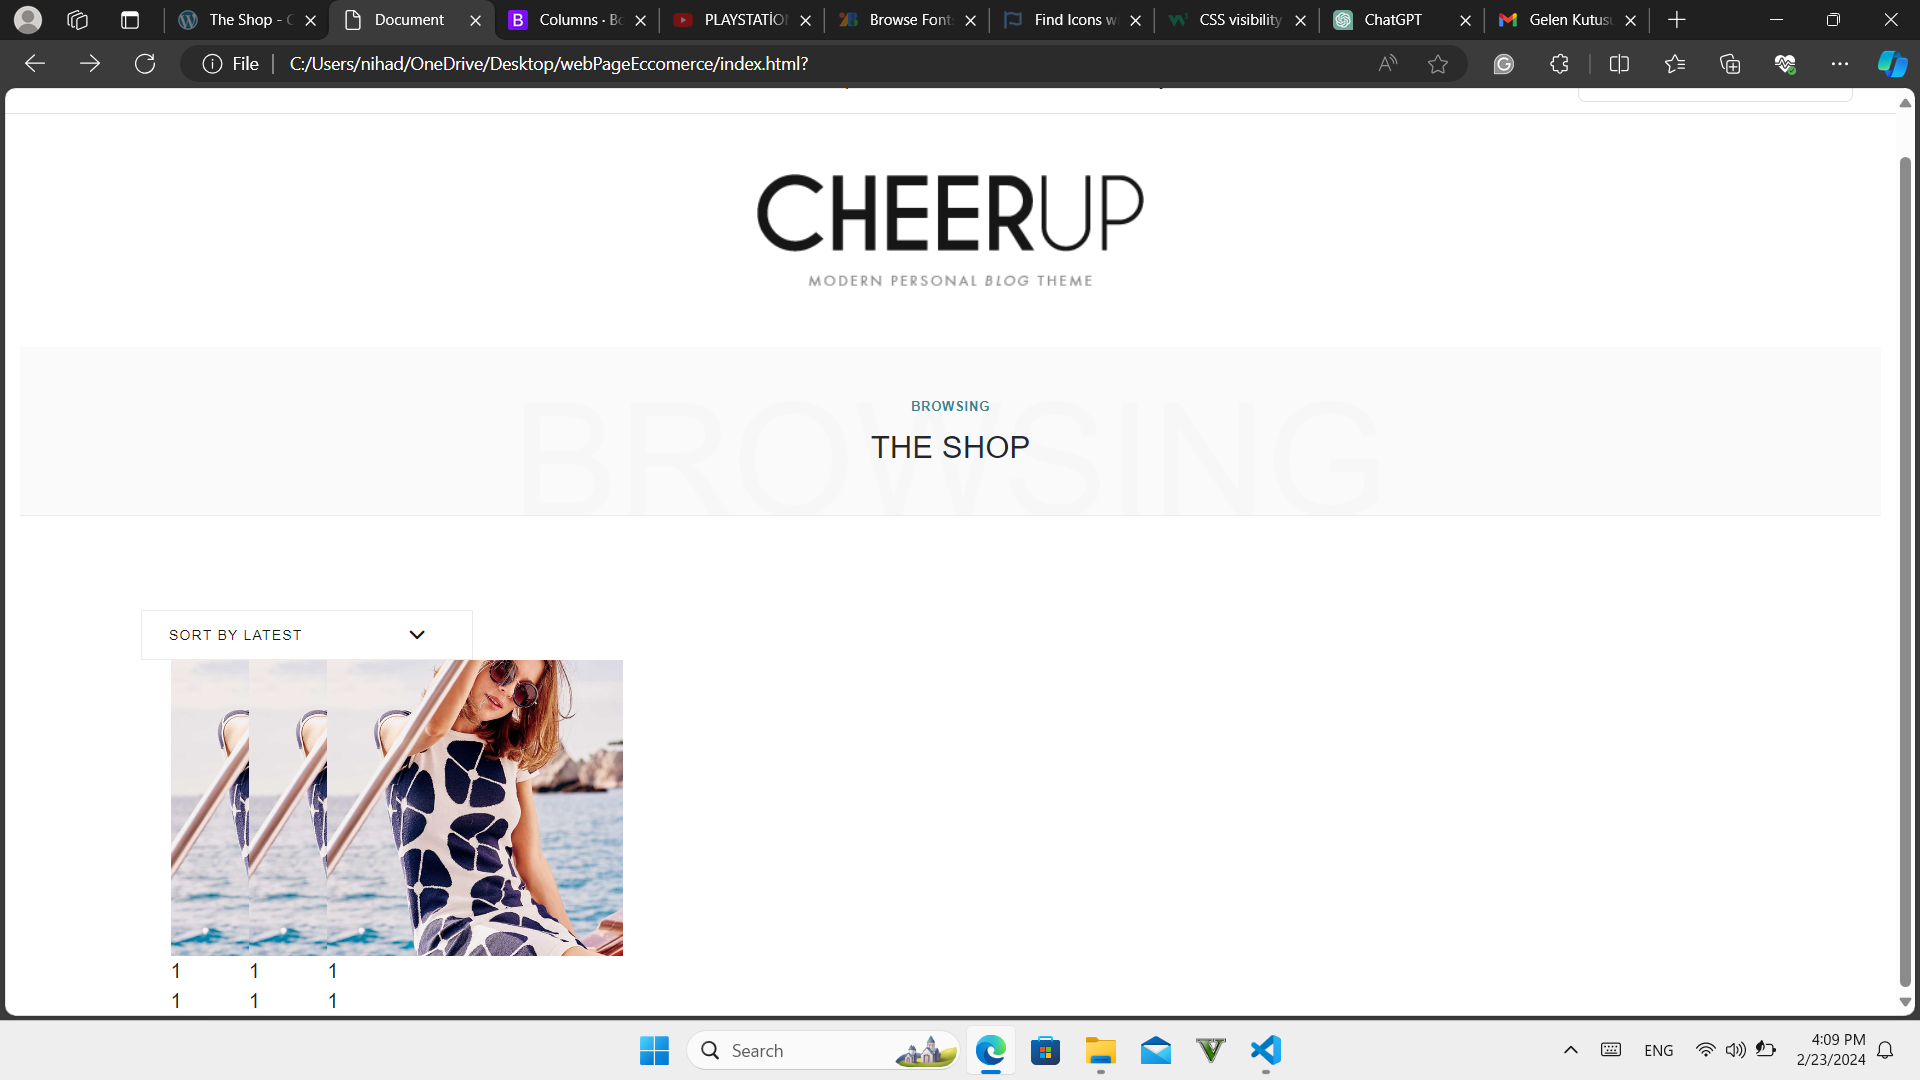 The Shop - C
Document
Columns · Bo
PLAYSTATİON
Browse Fonts
Find Icons w
CSS visibility
ChatGPT
Gelen Kutusu
File
C:/Users/nihad/OneDrive/Desktop/webPageEccomerce/index.html?
CHEERUP
MODERN PERSONAL BLOG THEME
BROWSING
BROWSING
THE SHOP
SORT BY LATEST
1 1 1
1 1 1
Search
ENG
4:09 PM
2/23/2024